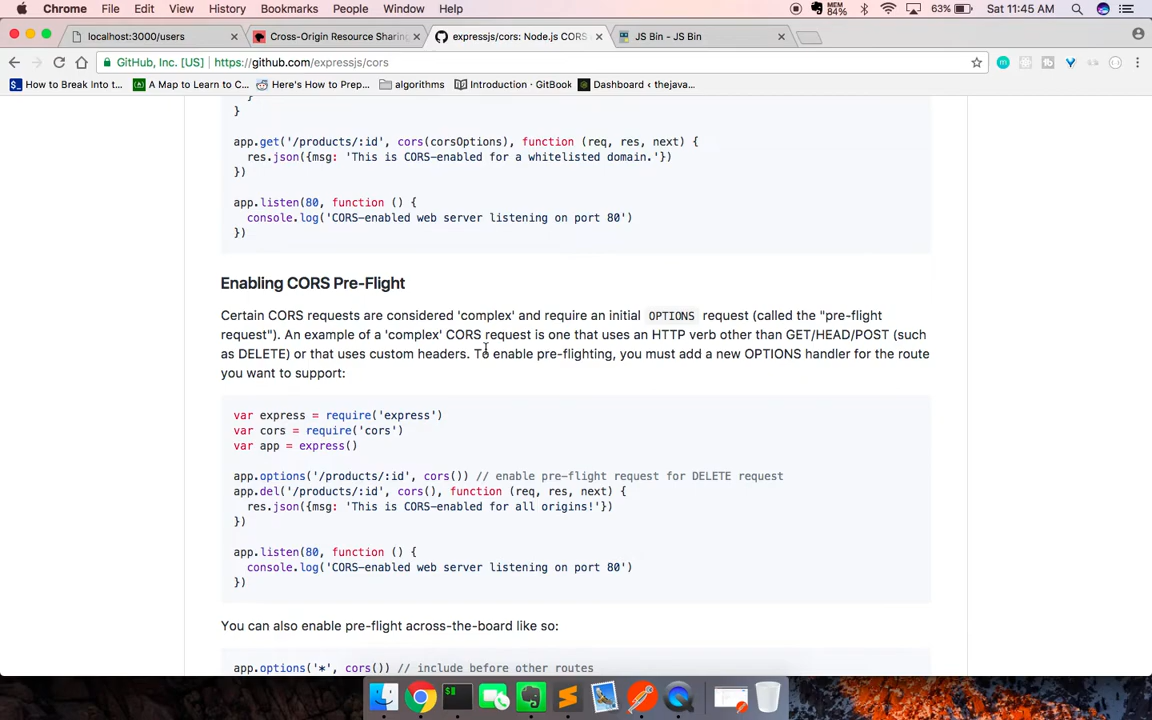 Chrome File Edit View History Bookmarks People Window Help
MEM 84% 63% Sat 11:45 AM
localhost:3000/users
Cross-Origin Resource Sharing
expressjs/cors: Node.js CORS
JS Bin - JS Bin
GitHub, Inc. [US] https://github.com/expressjs/cors
How to Break Into t... A Map to Learn to C... Here's How to Prep... algorithms Introduction · GitBook Dashboard < thejava...
}
}
app.get('/products/:id', cors(corsOptions), function (req, res, next) {
res.json({msg: 'This is CORS-enabled for a whitelisted domain.'})
})
app.listen(80, function () {
console.log('CORS-enabled web server listening on port 80')
})
Enabling CORS Pre-Flight
Certain CORS requests are considered 'complex' and require an initial OPTIONS request (called the "pre-flight
request"). An example of a 'complex' CORS request is one that uses an HTTP verb other than GET/HEAD/POST (such
as DELETE) or that uses custom headers. To enable pre-flighting, you must add a new OPTIONS handler for the route
you want to support:
var express = require('express')
var cors = require('cors')
var app = express()
app.options('/products/:id', cors()) // enable pre-flight request for DELETE request
app.del('/products/:id', cors(), function (req, res, next) {
res.json({msg: 'This is CORS-enabled for all origins!'})
})
app.listen(80, function () {
console.log('CORS-enabled web server listening on port 80')
})
You can also enable pre-flight across-the-board like so:
app.options('*', cors()) // include before other routes